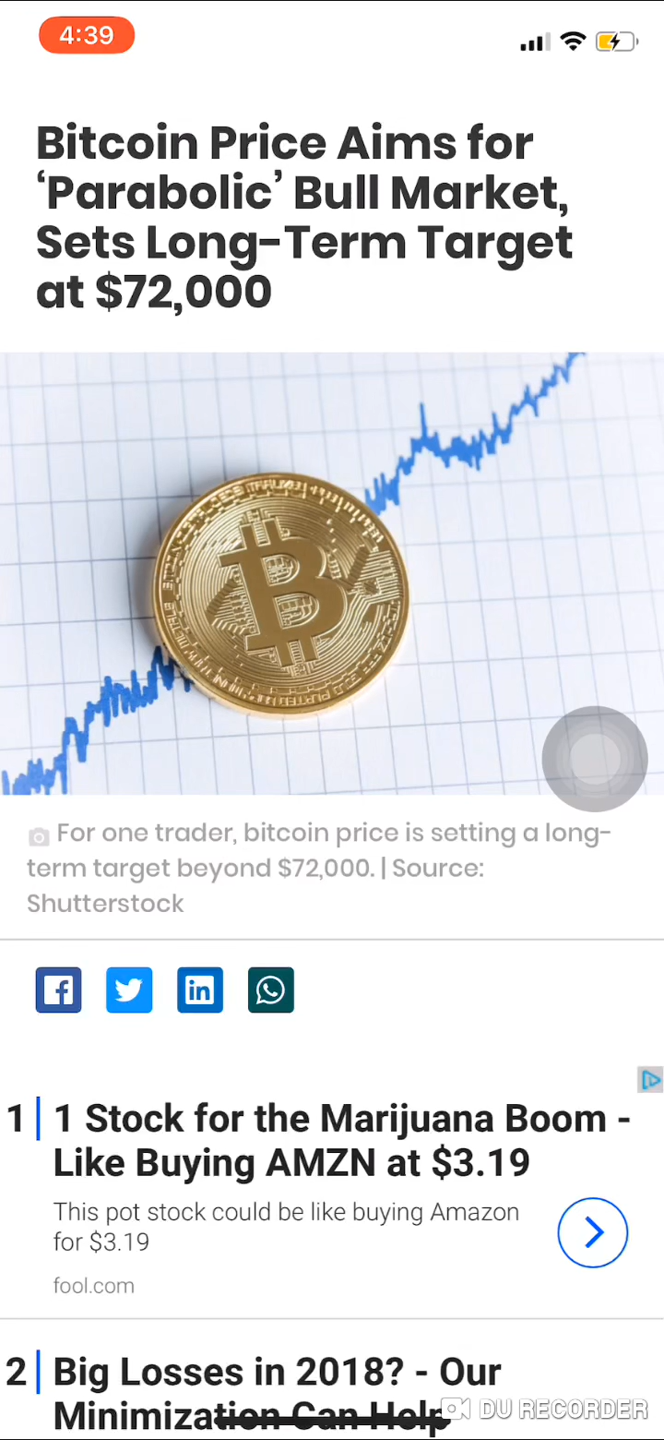 4:39
Bitcoin Price Aims for
‘Parabolic’ Bull Market,
Sets Long-Term Target
at $72,000
For one trader, bitcoin price is setting a long-
term target beyond $72,000. | Source:
Shutterstock
1 1 Stock for the Marijuana Boom -
Like Buying AMZN at $3.19
This pot stock could be like buying Amazon
for $3.19
fool.com
2 Big Losses in 2018? - Our
Minimization Can Help
DU RECORDER